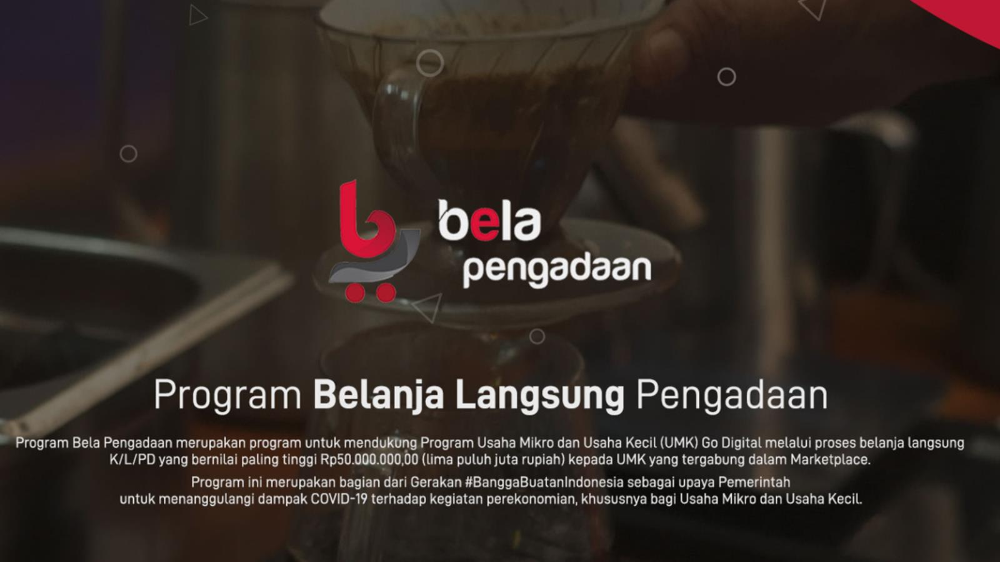 bela
pengadaan
Program Belanja Langsung Pengadaan
Program Bela Pengadaan merupakan program untuk mendukung Program Usaha Mikro dan Usaha Kecil (UMK) Go Digital melalui proses belanja langsung
K/L/PD yang bernilai paling tinggi Rp50.000.000,00 (lima puluh juta rupiah) kepada UMK yang tergabung dalam Marketplace.
Program ini merupakan bagian dari Gerakan #BanggaBuatanIndonesia sebagai upaya Pemerintah
untuk menanggulangi dampak COVID-19 terhadap kegiatan perekonomian, khususnya bagi Usaha Mikro dan Usaha Kecil.